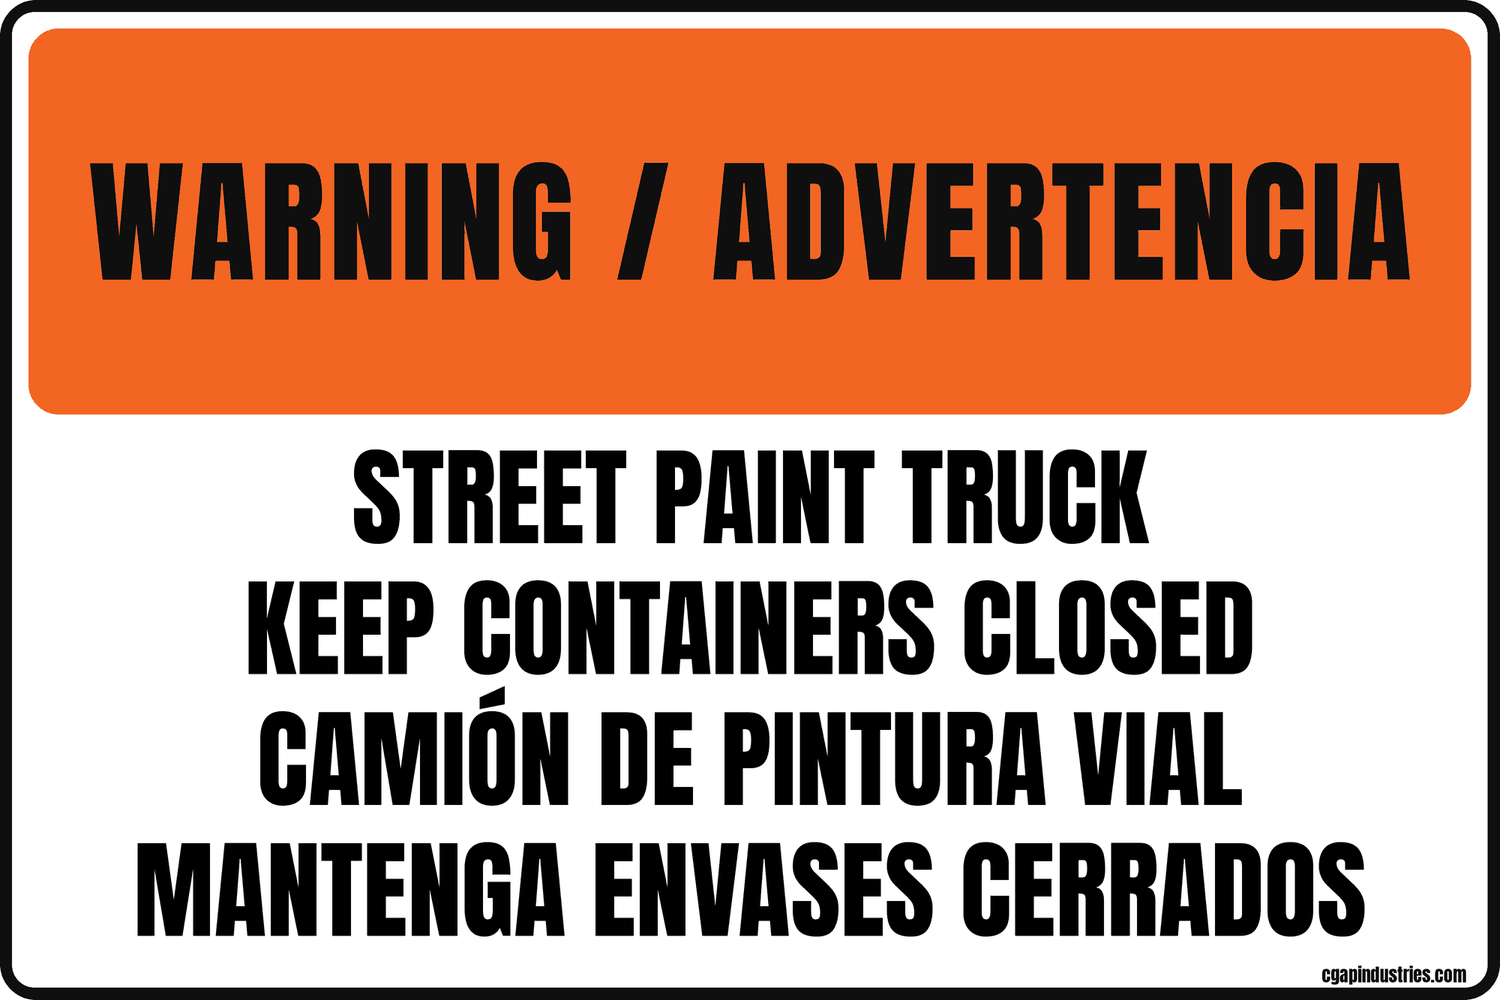 WARNING / ADVERTENCIA
STREET PAINT TRUCK
KEEP CONTAINERS CLOSED
CAMIÓN DE PINTURA VIAL
MANTENGA ENVASES CERRADOS
cgapindustries.com